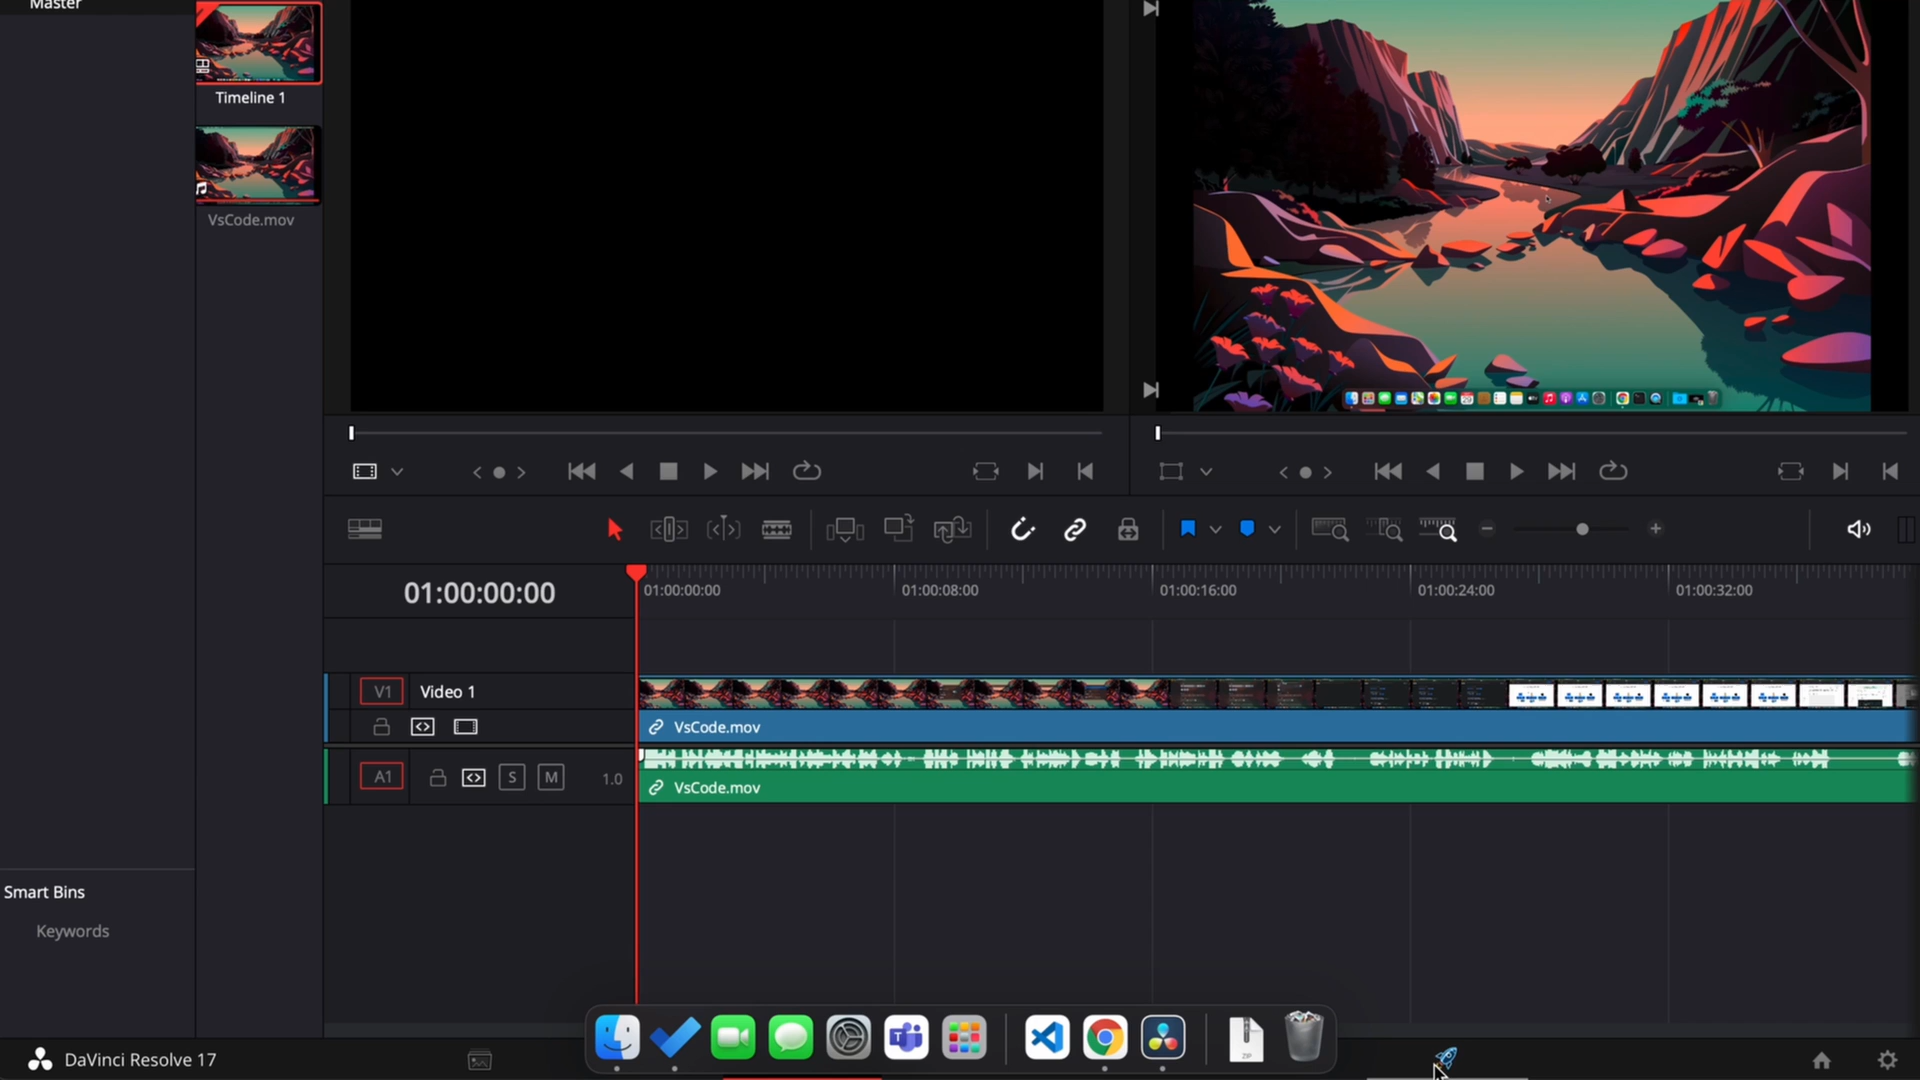 Master
Timeline 1
VsCode.mov
01:00:00:00
01:00:00:00
01:00:08:00
01:00:16:00
01:00:24:00
01:00:32:00
V1
Video 1
VsCode.mov
A1
S
M
1.0
VsCode.mov
Smart Bins
Keywords
ZIP
DaVinci Resolve 17